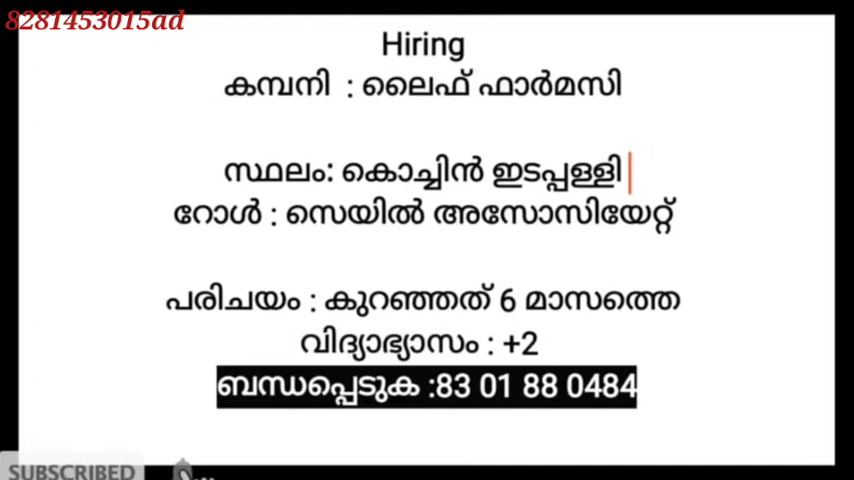 8281453015ad
Hiring
കമ്പനി : ലൈഫ് ഫാർമസി
സ്ഥലം: കൊച്ചിൻ ഇടപ്പള്ളി
റോൾ : സെയിൽ അസോസിയേറ്റ്
പരിചയം : കുറഞ്ഞത് 6 മാസത്തെ
വിദ്യാഭ്യാസം : +2
ബന്ധപ്പെടുക :83 01 88 0484
SUBSCRIBED